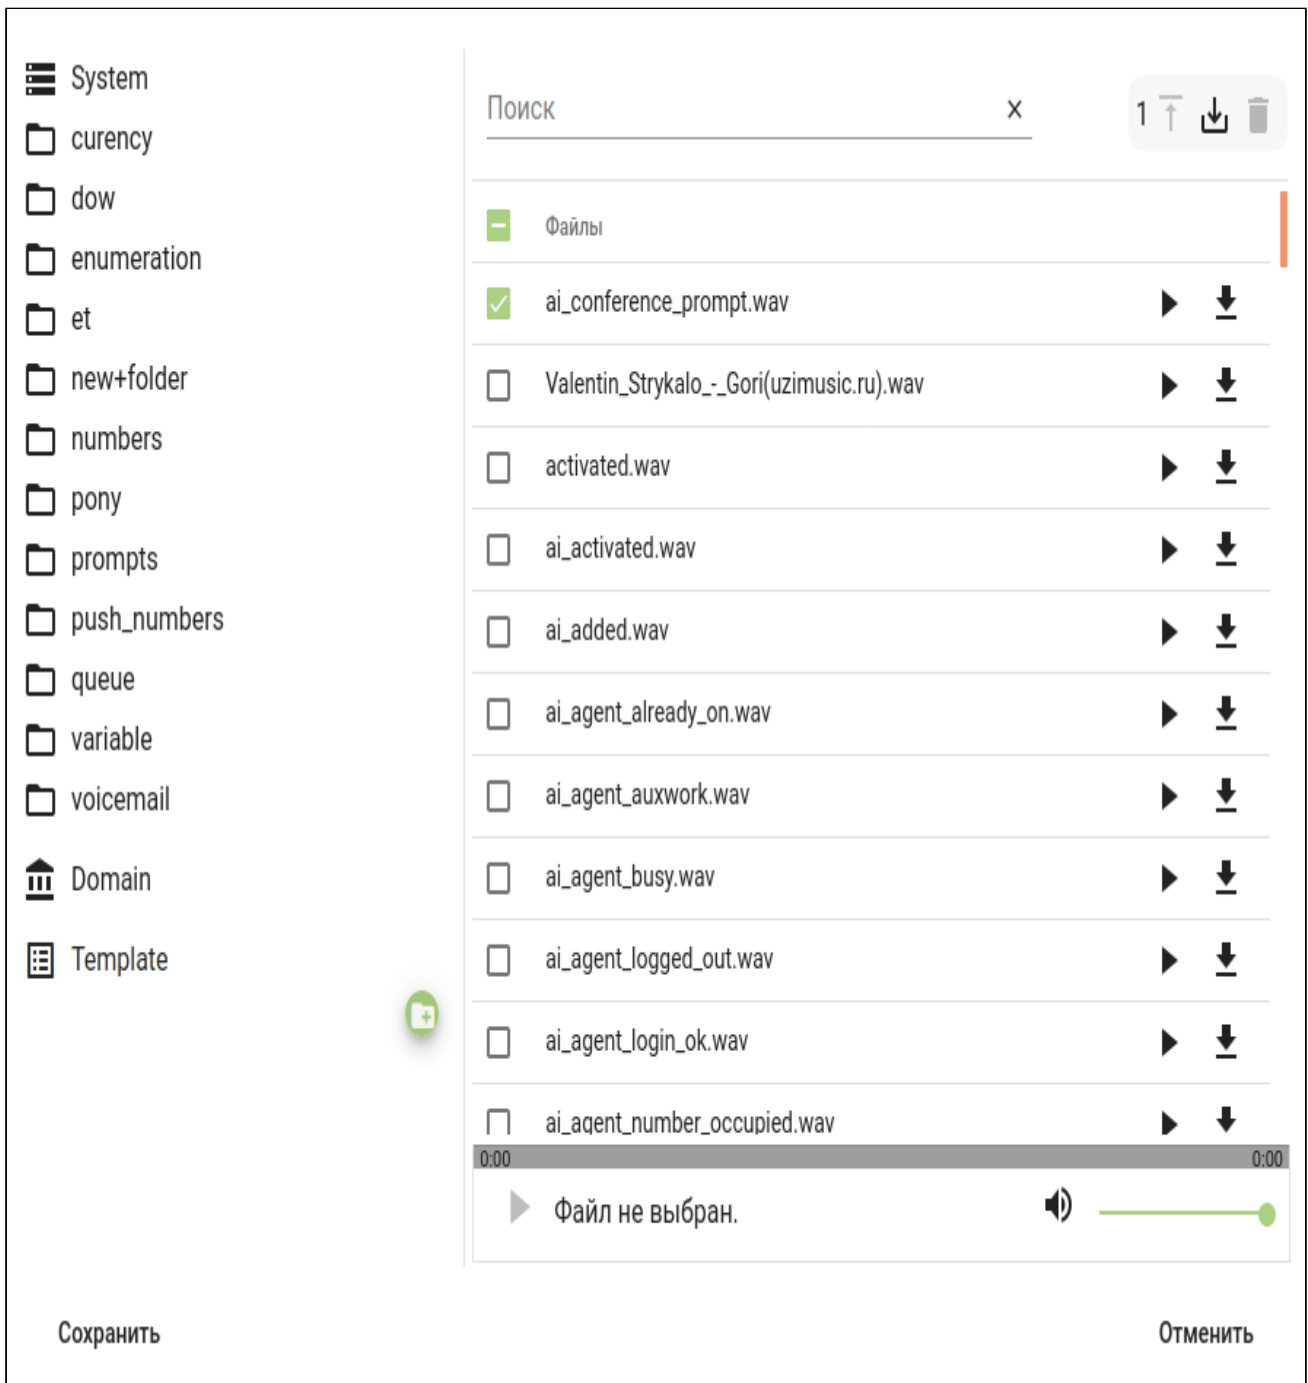 System
curency
dow
enumeration
et
new+folder
numbers
pony
prompts
push_numbers
queue
variable
voicemail
Domain
Template
Поиск
1
Файлы
ai_conference_prompt.wav
Valentin_Strykalo_-_Gori(uzimusic.ru).wav
activated.wav
ai_activated.wav
ai_added.wav
ai_agent_already_on.wav
ai_agent_auxwork.wav
ai_agent_busy.wav
ai_agent_logged_out.wav
ai_agent_login_ok.wav
ai_agent_number_occupied.wav
0:00 0:00
Файл не выбран.
Сохранить Отменить